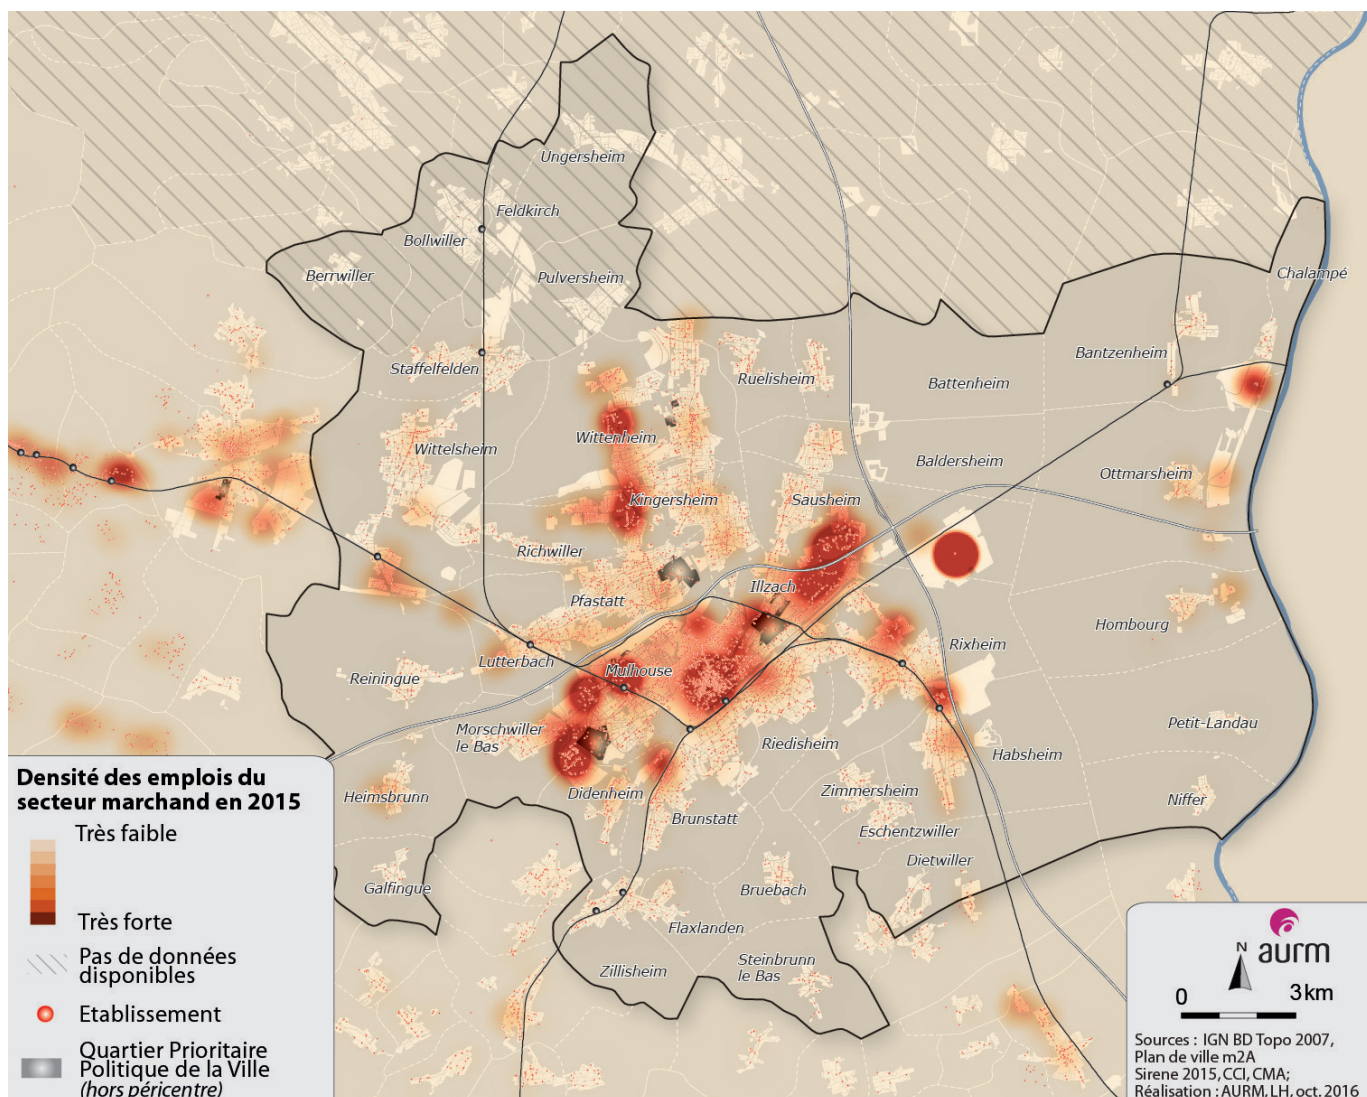 Ungersheim
Feldkirch
Bollwiller
Berrwiller
Pulversheim
Chalampé
Staffelfelden
Ruelisheim
Battenheim
Bantzenheim
Wittelsheim
Wittenheim
Baldersheim
Ottmarsheim
Kingersheim
Sausheim
Richwiller
Illzach
Pfastatt
Hombourg
Rixheim
Lutterbach
Mulhouse
Reiningue
Morschwiller
le Bas
Riedisheim
Petit-Landau
Habsheim
Heimsbrunn
Didenheim
Zimmersheim
Niffer
Brunstatt
Eschentzwiller
Dietwiller
Galfingue
Bruebach
Flaxlanden
Zillisheim
Steinbrunn
le Bas
Densité des emplois du
secteur marchand en 2015
Très faible
Très forte
Pas de données
disponibles
Etablissement
Quartier Prioritaire
Politique de la Ville
(hors péricentre)
aurm
N
0 3 km
Sources : IGN BD Topo 2007,
Plan de ville m2A
Sirene 2015, CCI, CMA;
Réalisation : AURM, LH, oct. 2016